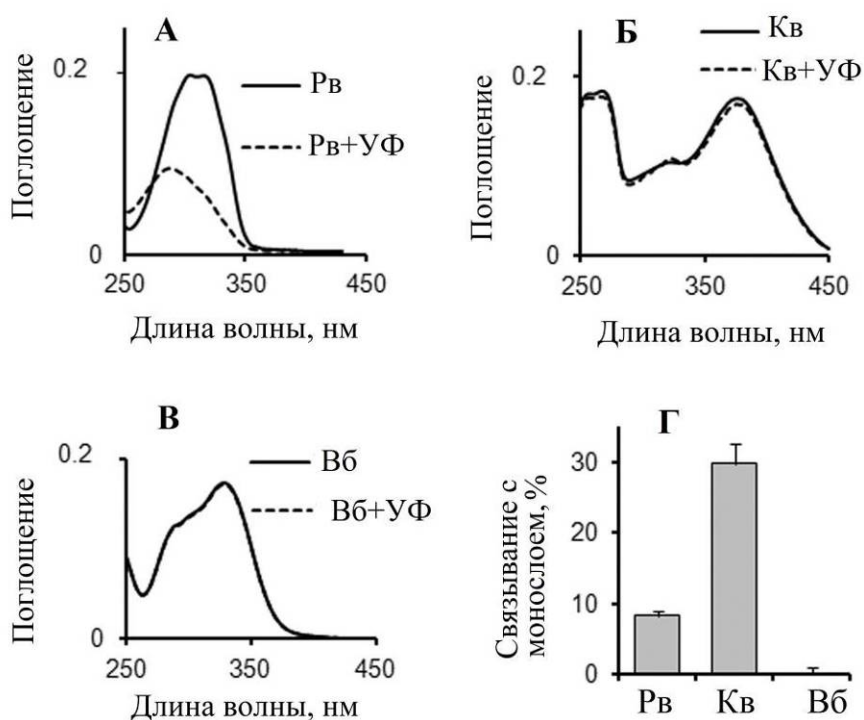 А
0.2
Рв
Рв+УФ
Поглощение
0
250
350
450
Длина волны, нм
Б
Кв
Кв+УФ
0.2
Поглощение
0
250
350
450
Длина волны, нм
В
0.2
Вб
Вб+УФ
Поглощение
0
250
350
450
Длина волны, нм
Г
30
20
10
0
Связывание с
монослоем, %
Рв
Кв
Вб